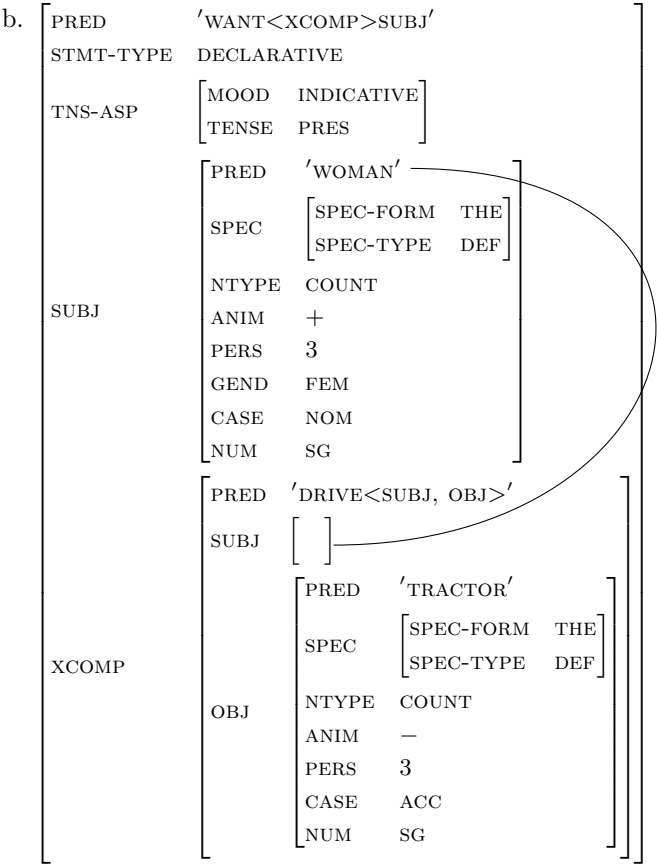 b. PRED 'WANT<XCOMP>SUBJ'
STMT-TYPE DECLARATIVE
TNS-ASP
MOOD INDICATIVE
TENSE PRES
SUBJ
PRED 'WOMAN'
SPEC
SPEC-FORM THE
SPEC-TYPE DEF
NTYPE COUNT
ANIM +
PERS 3
GEND FEM
CASE NOM
NUM SG
XCOMP
PRED 'DRIVE<SUBJ, OBJ>'
SUBJ [ ]
OBJ
PRED 'TRACTOR'
SPEC
SPEC-FORM THE
SPEC-TYPE DEF
NTYPE COUNT
ANIM −
PERS 3
CASE ACC
NUM SG